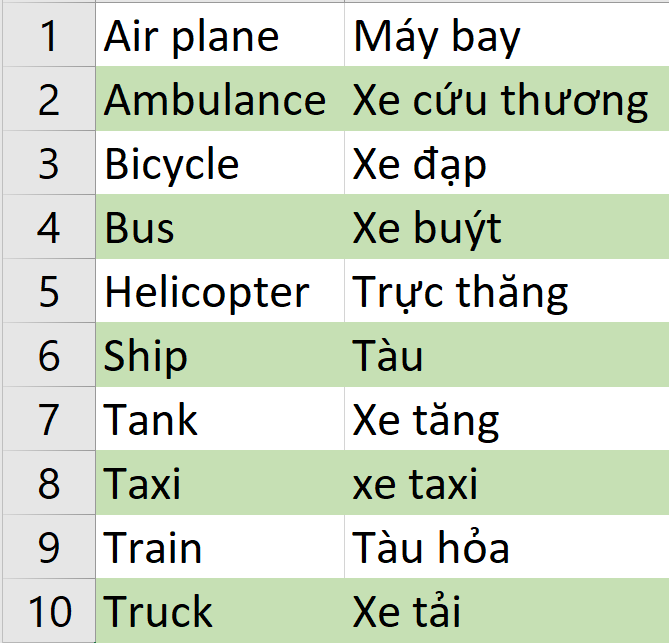 1 Air plane Máy bay
2 Ambulance Xe cứu thương
3 Bicycle Xe đạp
4 Bus Xe buýt
5 Helicopter Trực thăng
6 Ship Tàu
7 Tank Xe tăng
8 Taxi xe taxi
9 Train Tàu hỏa
10 Truck Xe tải